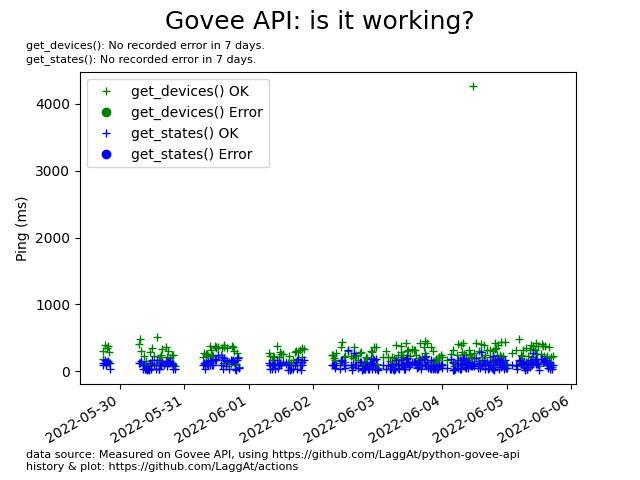 Govee API: is it working?
get_devices(): No recorded error in 7 days.
get_states(): No recorded error in 7 days.
get_devices() OK
get_devices() Error
get_states() OK
get_states() Error
Ping (ms)
4000
3000
2000
1000
0
2022-05-30
2022-05-31
2022-06-01
2022-06-02
2022-06-03
2022-06-04
2022-06-05
2022-06-06
data source: Measured on Govee API, using https://github.com/LaggAt/python-govee-api
history & plot: https://github.com/LaggAt/actions